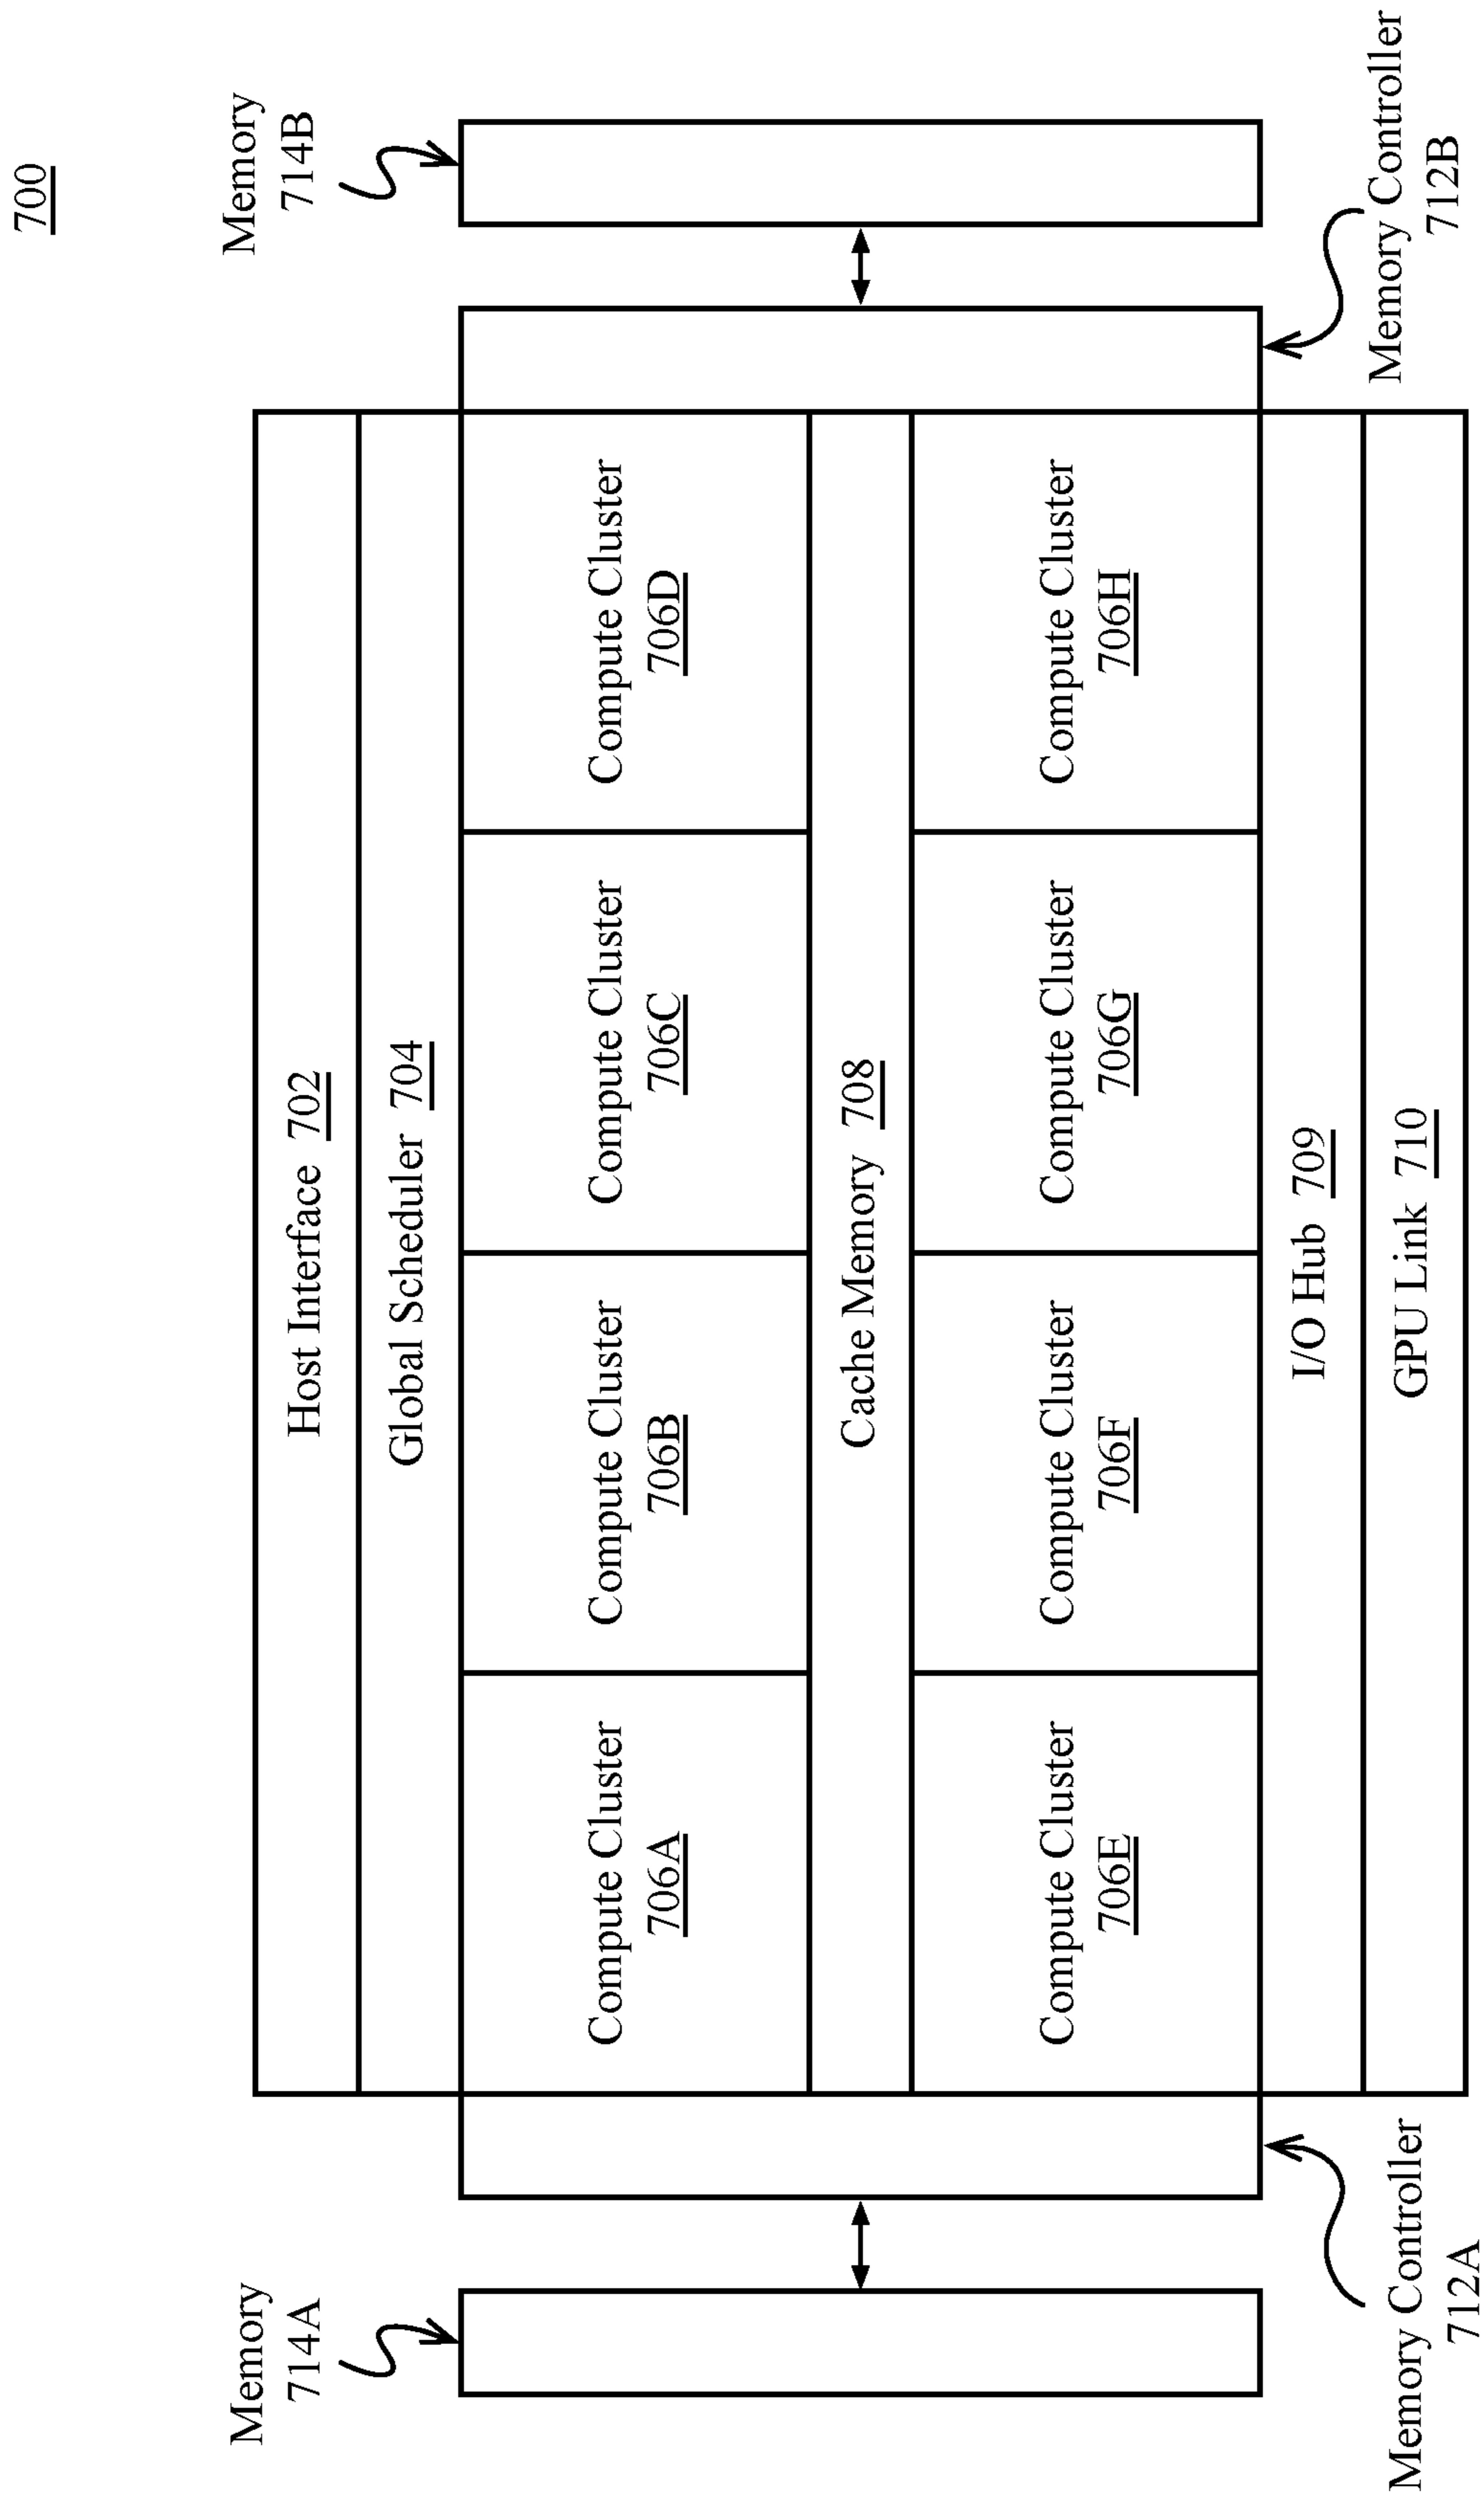 700
Memory
714A
Memory
714B
Host Interface 702
Global Scheduler 704
Compute Cluster
706A
Compute Cluster
706B
Compute Cluster
706C
Compute Cluster
706D
Cache Memory 708
Compute Cluster
706E
Compute Cluster
706F
Compute Cluster
706G
Compute Cluster
706H
I/O Hub 709
GPU Link 710
Memory Controller
712A
Memory Controller
712B